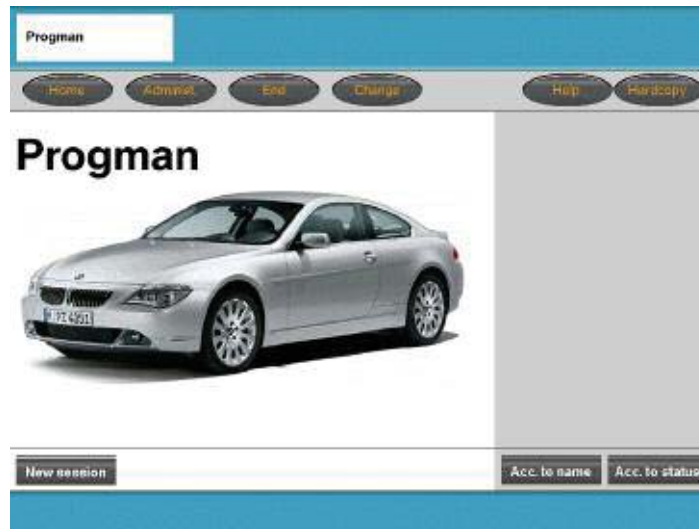 Progman
Home Administ. End Change Help Hardcopy
Progman
New session Acc. to name Acc. to status